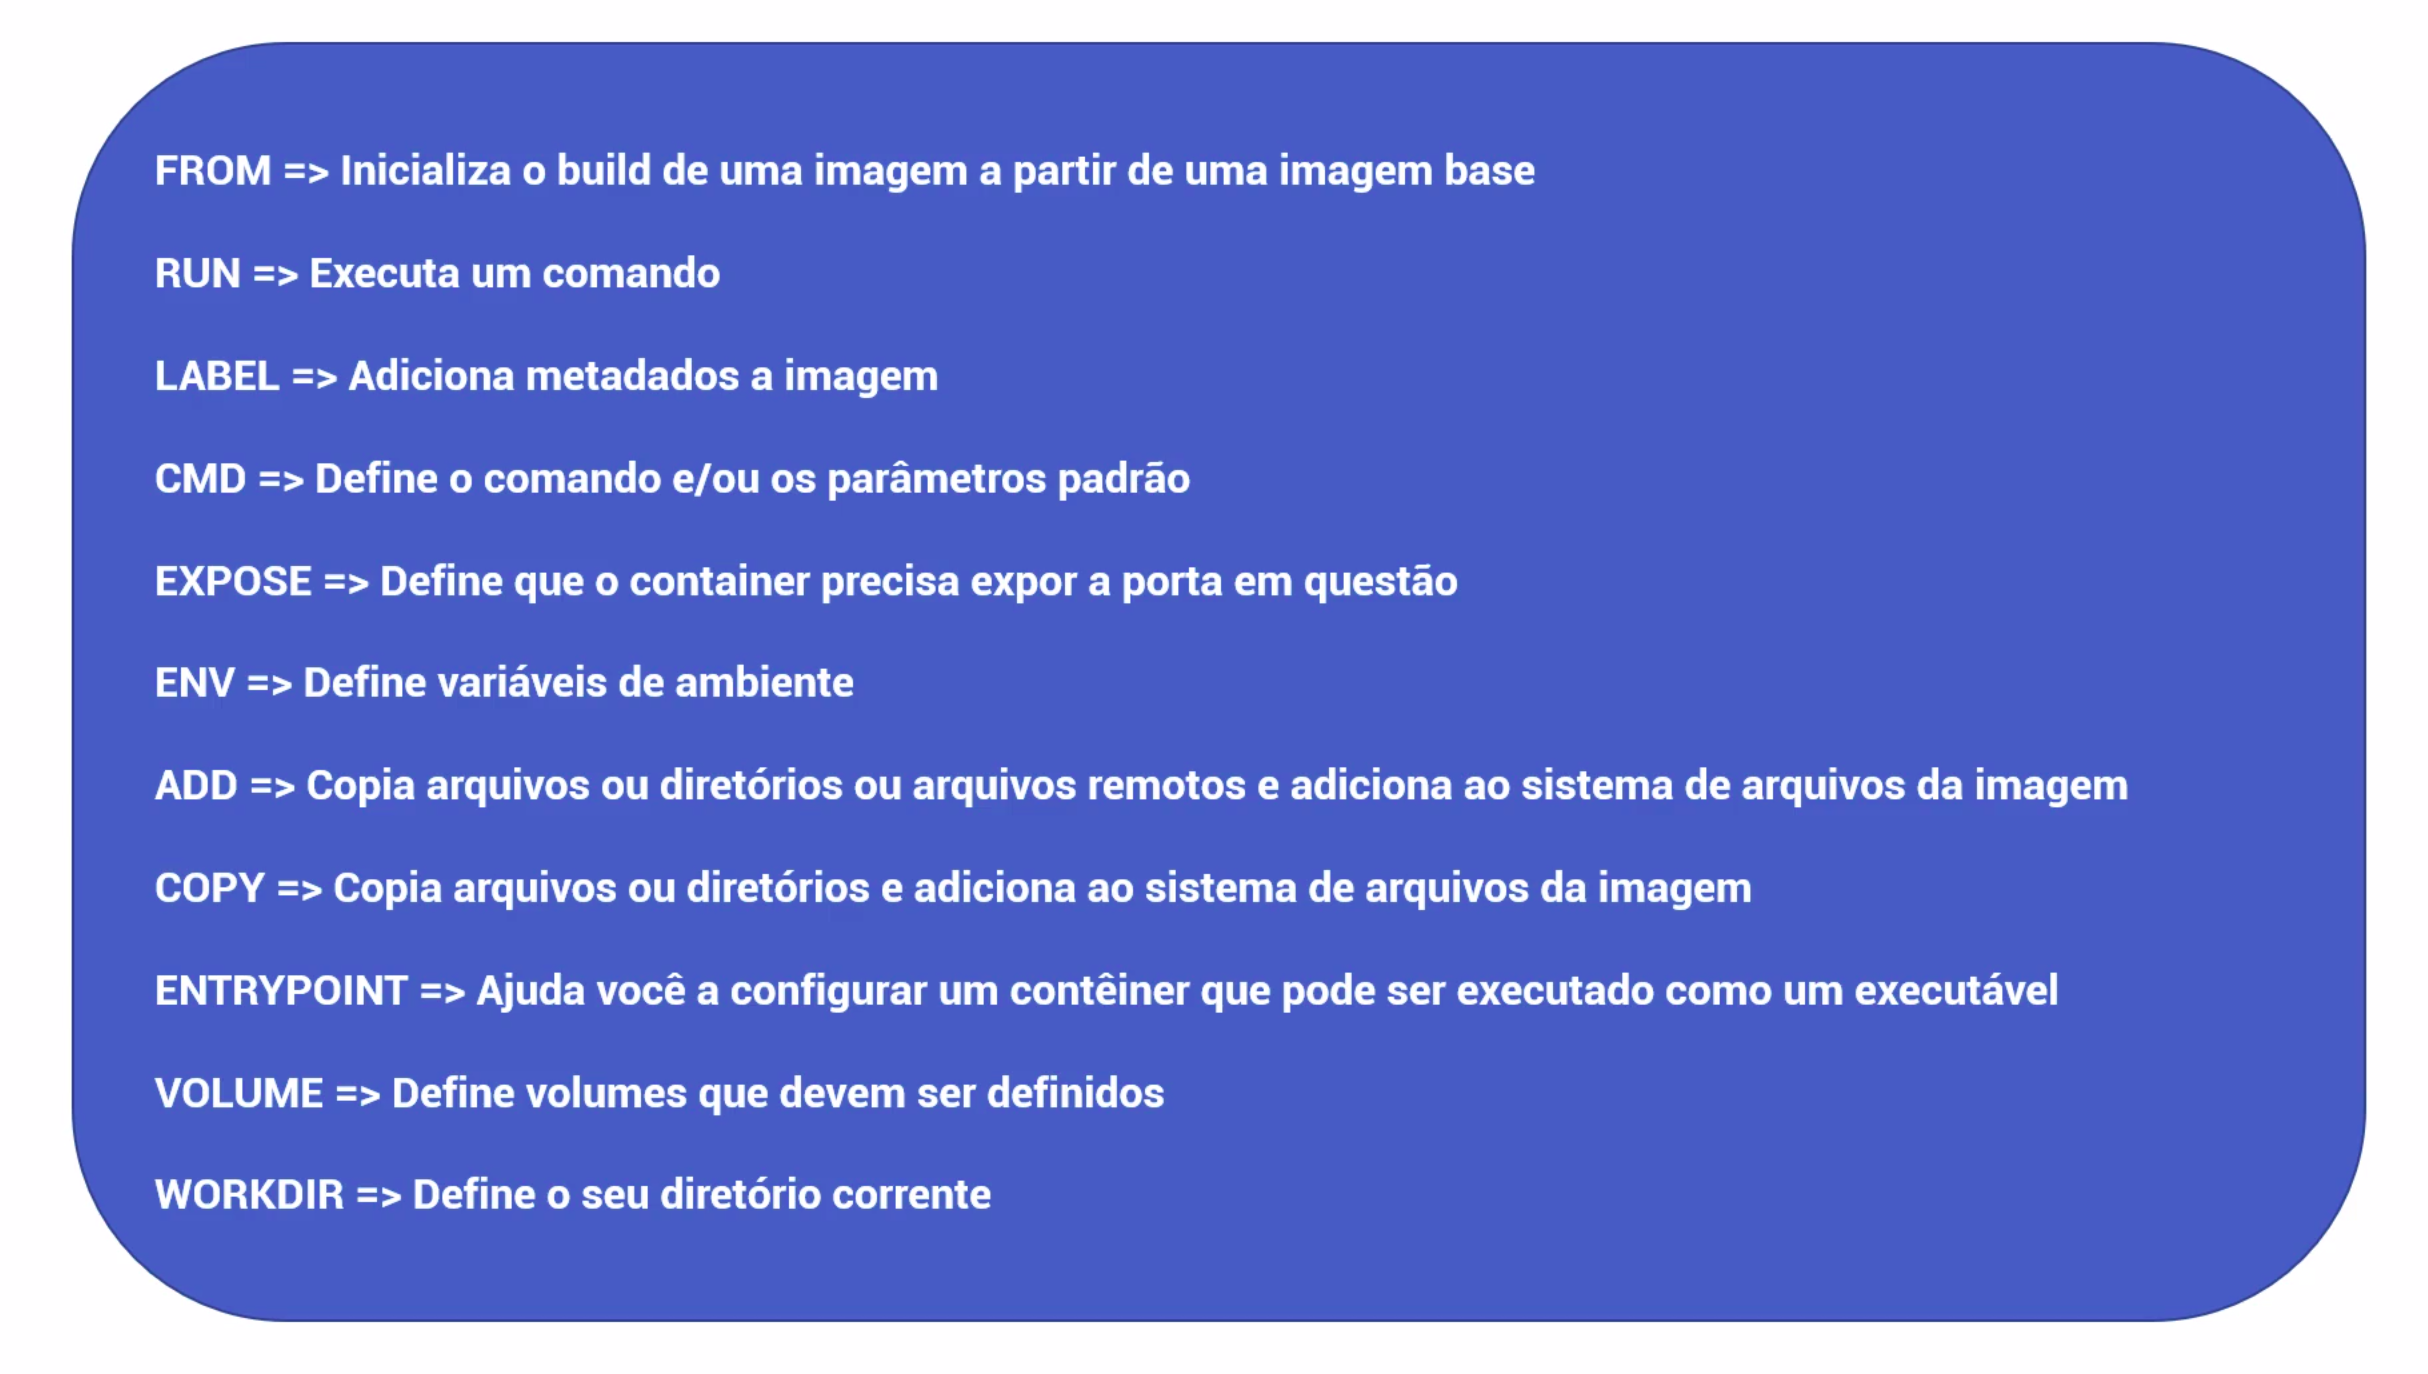 FROM => Inicializa o build de uma imagem a partir de uma imagem base
RUN => Executa um comando
LABEL => Adiciona metadados a imagem
CMD => Define o comando e/ou os parâmetros padrão
EXPOSE => Define que o container precisa expor a porta em questão
ENV => Define variáveis de ambiente
ADD => Copia arquivos ou diretórios ou arquivos remotos e adiciona ao sistema de arquivos da imagem
COPY => Copia arquivos ou diretórios e adiciona ao sistema de arquivos da imagem
ENTRYPOINT => Ajuda você a configurar um contêiner que pode ser executado como um executável
VOLUME => Define volumes que devem ser definidos
WORKDIR => Define o seu diretório corrente